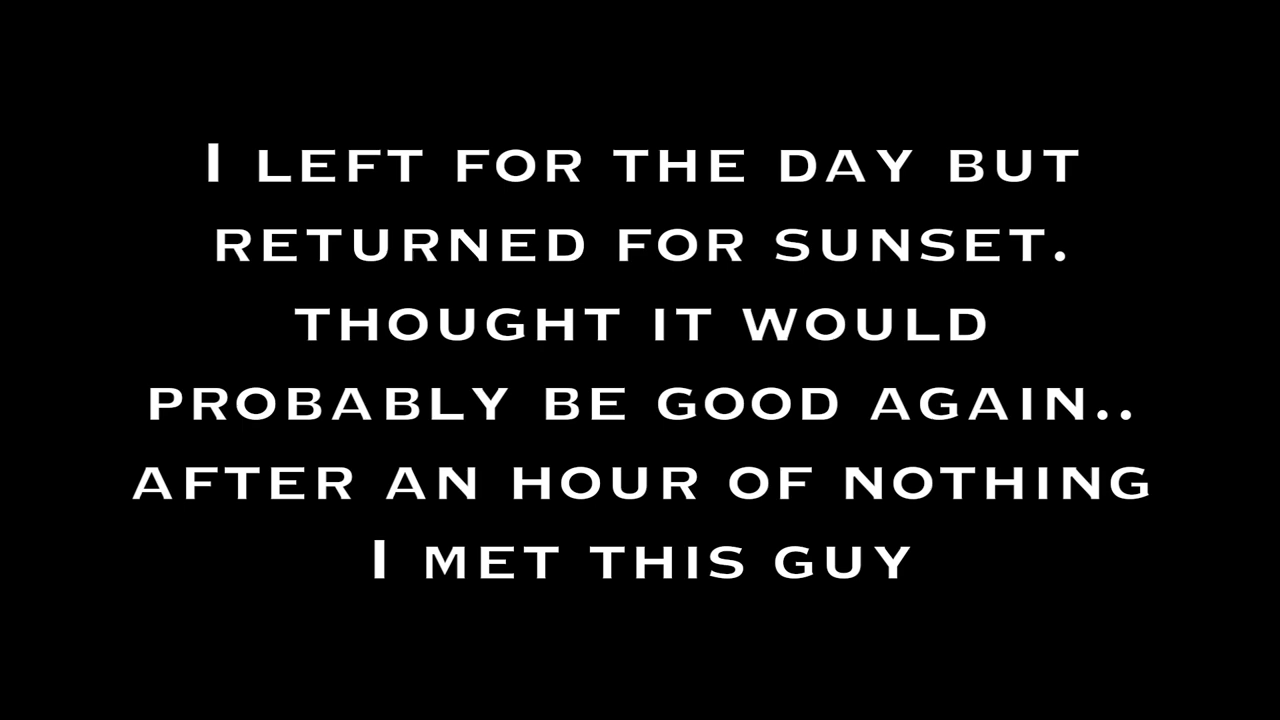 I left for the day but
returned for sunset.
thought it would
probably be good again..
after an hour of nothing
I met this guy